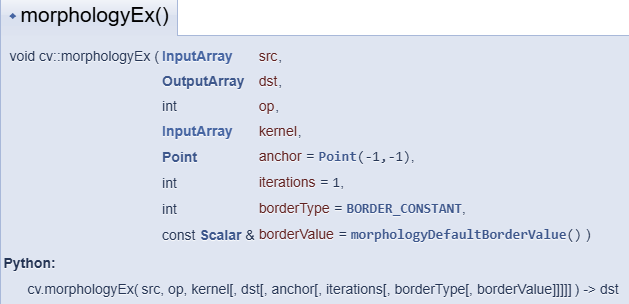 morphologyEx()
void cv::morphologyEx ( InputArray src,
OutputArray dst,
int op,
InputArray kernel,
Point anchor = Point(-1,-1),
int iterations = 1,
int borderType = BORDER_CONSTANT,
const Scalar & borderValue = morphologyDefaultBorderValue() )
Python:
cv.morphologyEx( src, op, kernel[, dst[, anchor[, iterations[, borderType[, borderValue]]]]] ) -> dst